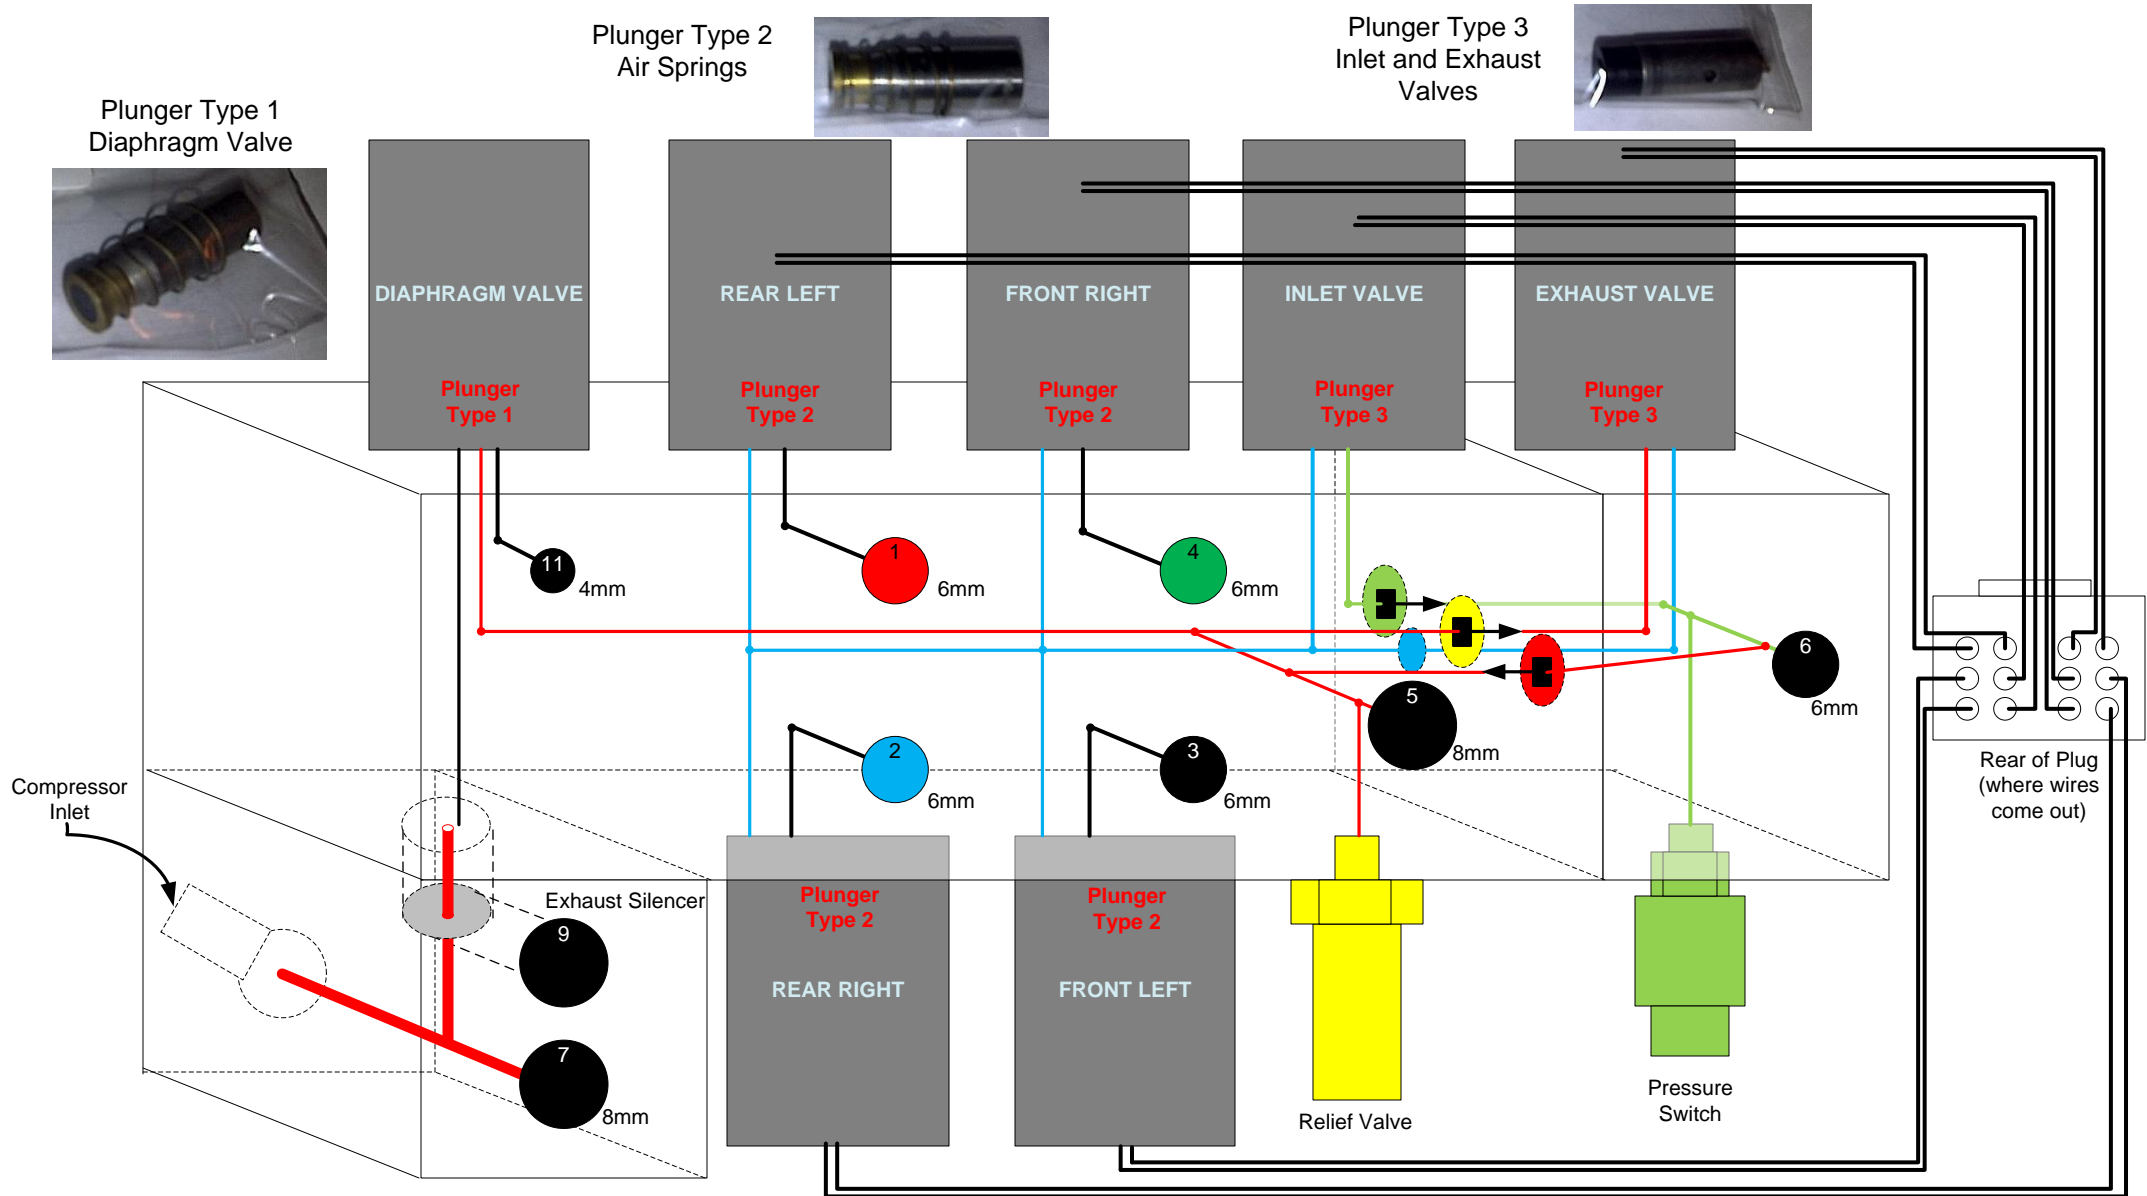 Plunger Type 1
Diaphragm Valve
Plunger Type 2
Air Springs
Plunger Type 3
Inlet and Exhaust
Valves
DIAPHRAGM VALVE
Plunger
Type 1
REAR LEFT
Plunger
Type 2
FRONT RIGHT
Plunger
Type 2
INLET VALVE
Plunger
Type 3
EXHAUST VALVE
Plunger
Type 3
11
4mm
1
6mm
4
6mm
2
6mm
3
6mm
5
8mm
6
6mm
Rear of Plug
(where wires
come out)
Compressor
Inlet
Exhaust Silencer
9
7
8mm
Plunger
Type 2
REAR RIGHT
Plunger
Type 2
FRONT LEFT
Relief Valve
Pressure
Switch